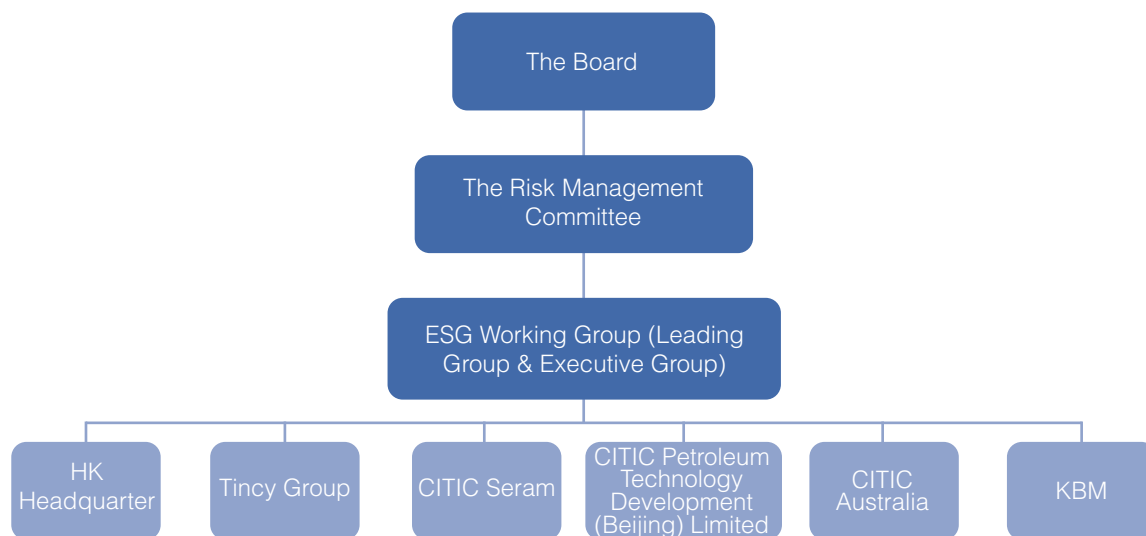 The Board
The Risk Management
Committee
ESG Working Group (Leading
Group & Executive Group)
HK
Headquarter
Tincy Group
CITIC Seram
CITIC Petroleum
Technology
Development
(Beijing) Limited
CITIC
Australia
KBM